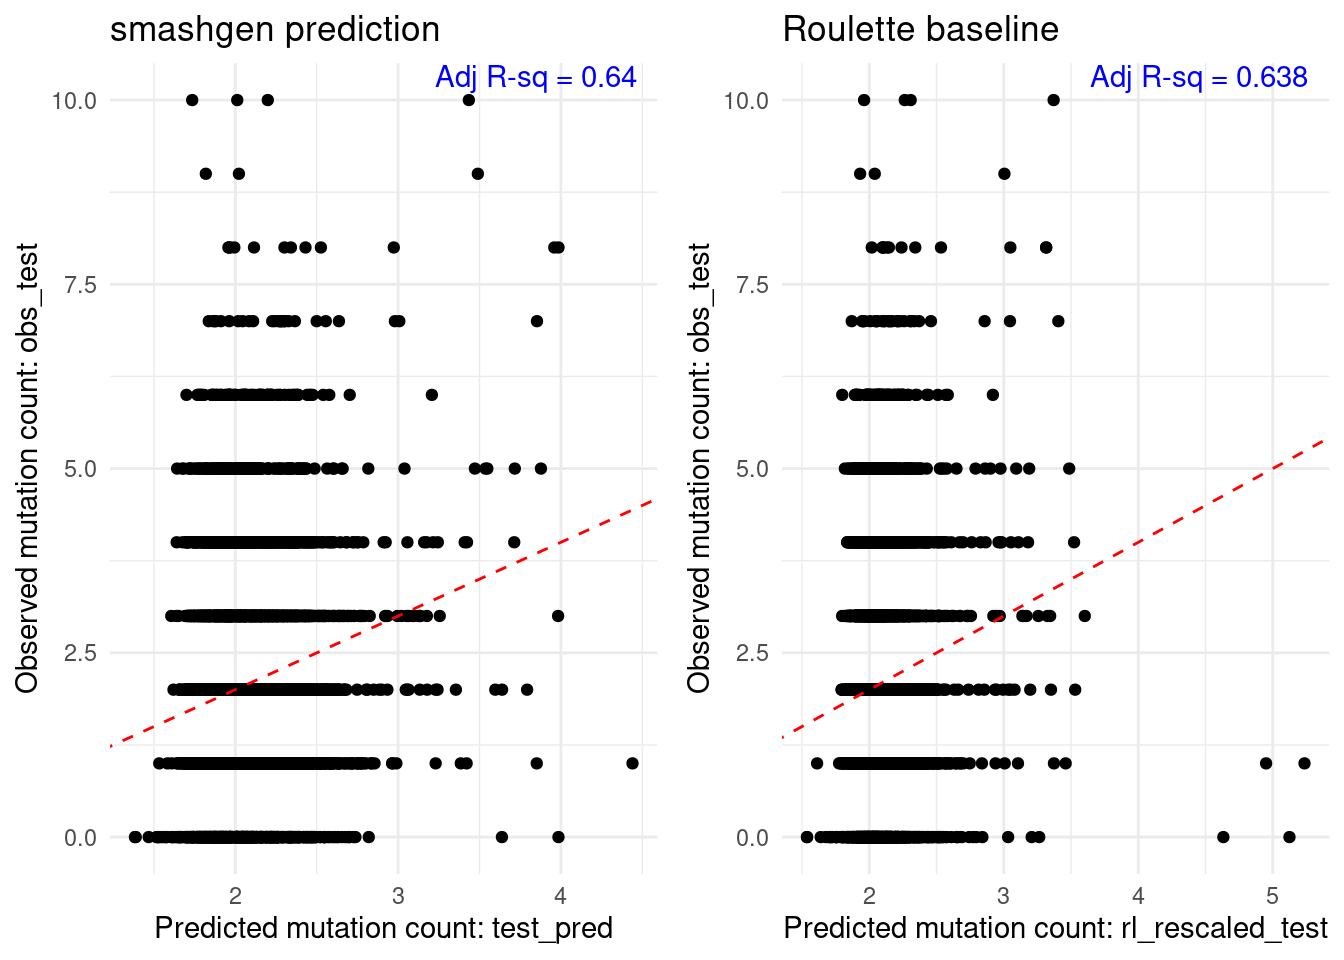 smashgen prediction
Adj R-sq = 0.64
10.0
7.5
5.0
2.5
0.0
Observed mutation count: obs_test
2
3
4
Predicted mutation count: test_pred
Roulette baseline
Adj R-sq = 0.638
10.0
7.5
5.0
2.5
0.0
Observed mutation count: obs_test
2
3
4
5
Predicted mutation count: rl_rescaled_test